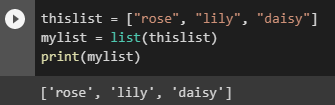 thislist = ["rose", "lily", "daisy"]
mylist = list(thislist)
print(mylist)
['rose', 'lily', 'daisy']